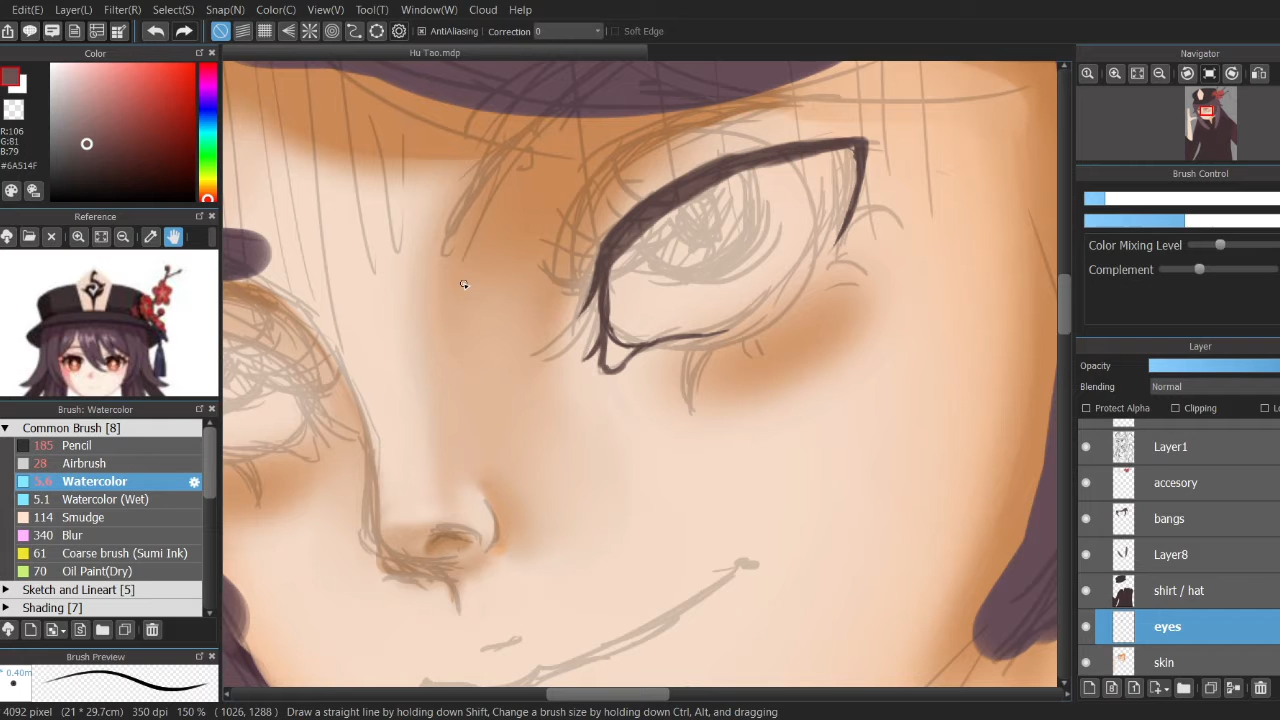 Edit(E) Layer(L) Filter(R) Select(S) Snap(N) Color(C) View(V) Tool(T) Window(W) Cloud Help
AntiAliasing Correction 0 Soft Edge
Color
Hu Tao.mdp
Navigator
R:106
G:81
B:79
#6A514F
Brush Control
Color Mixing Level
Complement
Reference
Layer
Opacity
Blending Normal
Protect Alpha Clipping Lo
Layer1
accesory
bangs
Layer8
shirt / hat
eyes
skin
Brush: Watercolor
Common Brush [8]
185 Pencil
28 Airbrush
5.6 Watercolor
5.1 Watercolor (Wet)
114 Smudge
340 Blur
61 Coarse brush (Sumi Ink)
70 Oil Paint(Dry)
Sketch and Lineart [5]
Shading [7]
Brush Preview
* 0.40m
4092 pixel (21 * 29.7cm) 350 dpi 150 % ( 1026, 1288 ) Draw a straight line by holding down Shift, Change a brush size by holding down Ctrl, Alt, and dragging